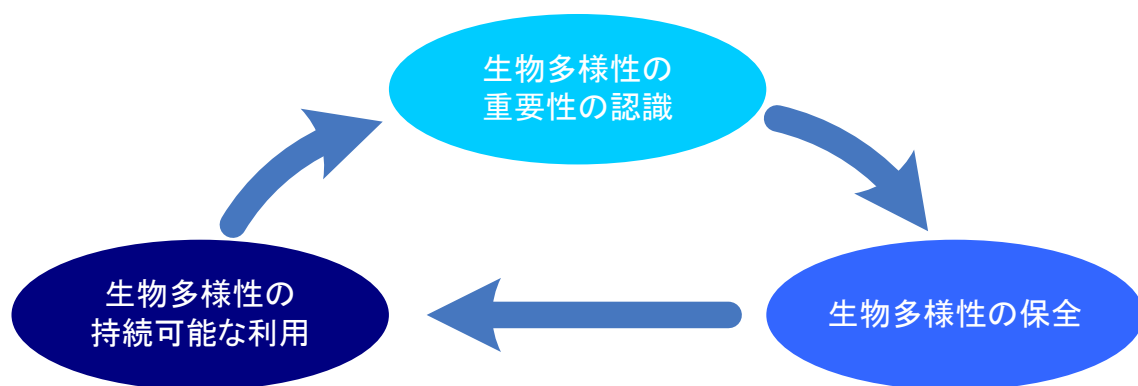 生物多様性の
重要性の認識
生物多様性の
持続可能な利用
生物多様性の保全